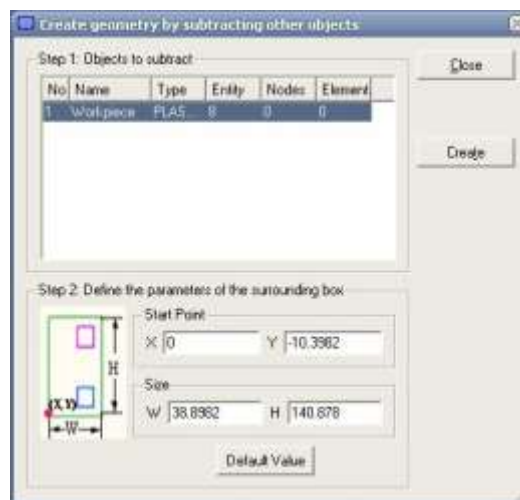 Create geometry by subtracting other objects
Step 1: Objects to subtract
Close
No Name Type Entity Nodes Element
1 Workpiece PLAS... 8 0 0
Create
Step 2: Define the parameters of the surrounding box
Start Point
X 0 Y -10.3982
H
Size
(X,Y)
W 38.8982 H 140.878
W
Default Value